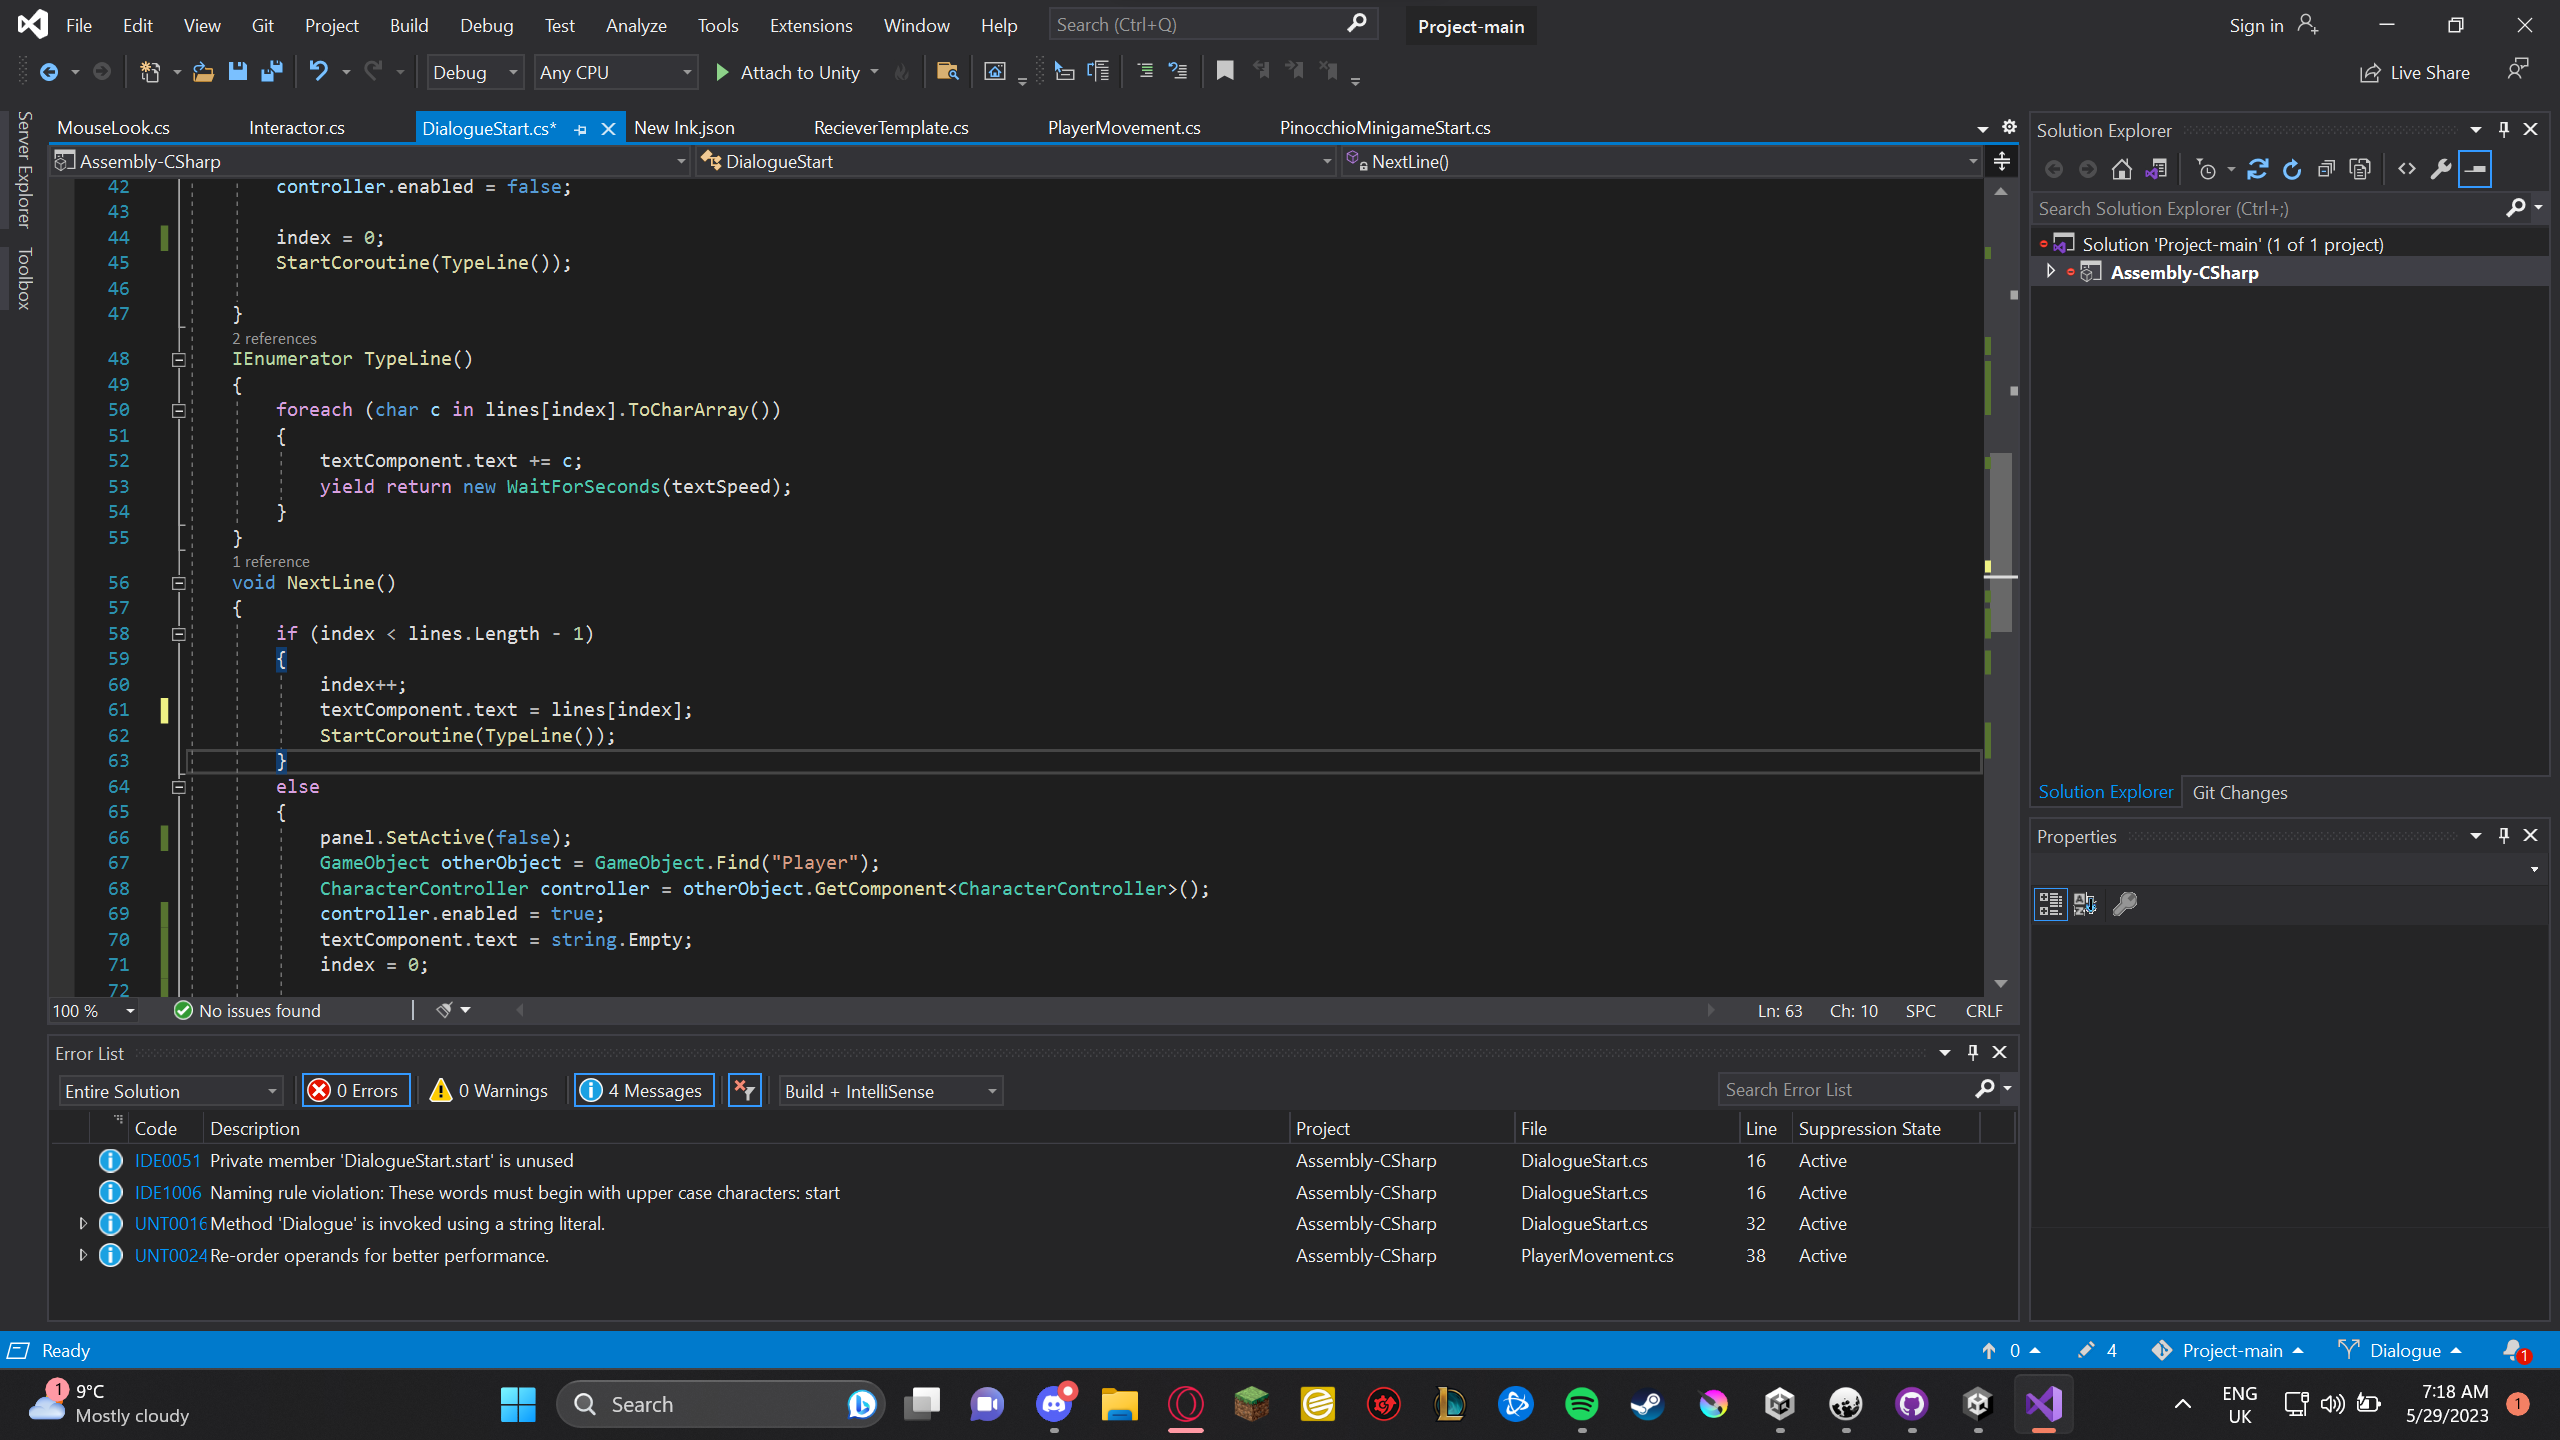 File Edit View Git Project Build Debug Test Analyze Tools Extensions Window Help Search (Ctrl+Q) Project-main Sign in
Debug Any CPU Attach to Unity Live Share
Server Explorer
Toolbox
MouseLook.cs Interactor.cs DialogueStart.cs* New Ink.json RecieverTemplate.cs PlayerMovement.cs PinocchioMinigameStart.cs
Assembly-CSharp DialogueStart NextLine()
42 controller.enabled = false;
43
44 index = 0;
45 StartCoroutine(TypeLine());
46
47 }
2 references
48 IEnumerator TypeLine()
49 {
50 foreach (char c in lines[index].ToCharArray())
51 {
52 textComponent.text += c;
53 yield return new WaitForSeconds(textSpeed);
54 }
55 }
1 reference
56 void NextLine()
57 {
58 if (index < lines.Length - 1)
59 {
60 index++;
61 textComponent.text = lines[index];
62 StartCoroutine(TypeLine());
63 }
64 else
65 {
66 panel.SetActive(false);
67 GameObject otherObject = GameObject.Find("Player");
68 CharacterController controller = otherObject.GetComponent<CharacterController>();
69 controller.enabled = true;
70 textComponent.text = string.Empty;
71 index = 0;
72
100 % No issues found Ln: 63 Ch: 10 SPC CRLF
Error List
Entire Solution 0 Errors 0 Warnings 4 Messages Build + IntelliSense Search Error List
Code Description Project File Line Suppression State
IDE0051 Private member 'DialogueStart.start' is unused Assembly-CSharp DialogueStart.cs 16 Active
IDE1006 Naming rule violation: These words must begin with upper case characters: start Assembly-CSharp DialogueStart.cs 16 Active
UNT0016 Method 'Dialogue' is invoked using a string literal. Assembly-CSharp DialogueStart.cs 32 Active
UNT0024 Re-order operands for better performance. Assembly-CSharp PlayerMovement.cs 38 Active
Solution Explorer
Search Solution Explorer (Ctrl+;)
Solution 'Project-main' (1 of 1 project)
Assembly-CSharp
Solution Explorer Git Changes
Properties
Ready 0 4 Project-main Dialogue 1
1 9°C
Mostly cloudy
Search
ENG
UK
7:18 AM
5/29/2023
1